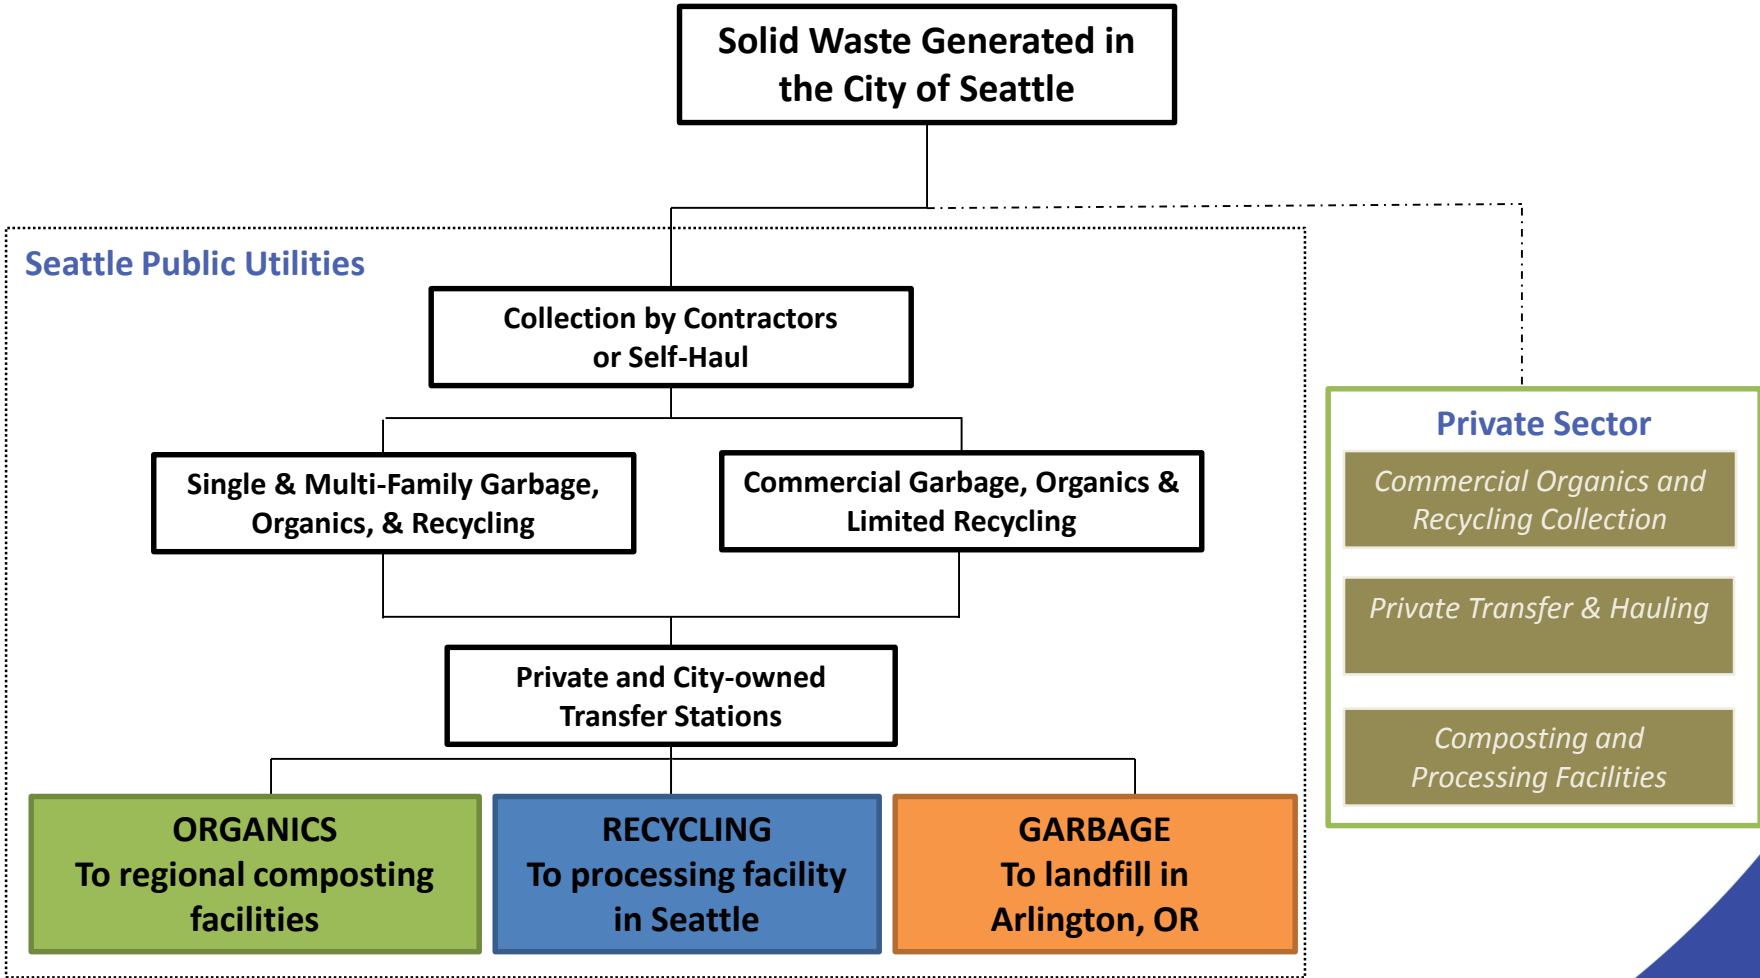 Solid Waste Generated in
the City of Seattle
Seattle Public Utilities
Collection by Contractors
or Self-Haul
Single & Multi-Family Garbage,
Organics, & Recycling
Commercial Garbage, Organics &
Limited Recycling
Private and City-owned
Transfer Stations
ORGANICS
To regional composting
facilities
RECYCLING
To processing facility
in Seattle
GARBAGE
To landfill in
Arlington, OR
Private Sector
Commercial Organics and
Recycling Collection
Private Transfer & Hauling
Composting and
Processing Facilities